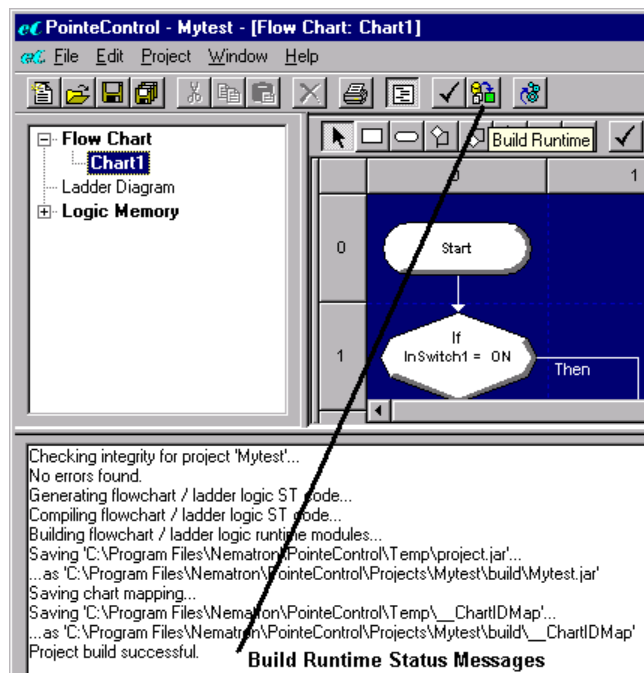 eC PointeControl - Mytest - [Flow Chart: Chart1]
File Edit Project Window Help
Flow Chart
Chart1
Ladder Diagram
Logic Memory
Build Runtime
0 1
0
Start
1
If
InSwitch1 = ON
Then
Checking integrity for project 'Mytest'...
No errors found.
Generating flowchart / ladder logic ST code...
Compiling flowchart / ladder logic ST code...
Building flowchart / ladder logic runtime modules...
Saving 'C:\Program Files\Nematron\PointeControl\Temp\project.jar'...
...as 'C:\Program Files\Nematron\PointeControl\Projects\Mytest\build\Mytest.jar'
Saving chart mapping...
Saving 'C:\Program Files\Nematron\PointeControl\Temp\__ChartIDMap'...
...as 'C:\Program Files\Nematron\PointeControl\Projects\Mytest\build\__ChartIDMap'
Project build successful.
Build Runtime Status Messages